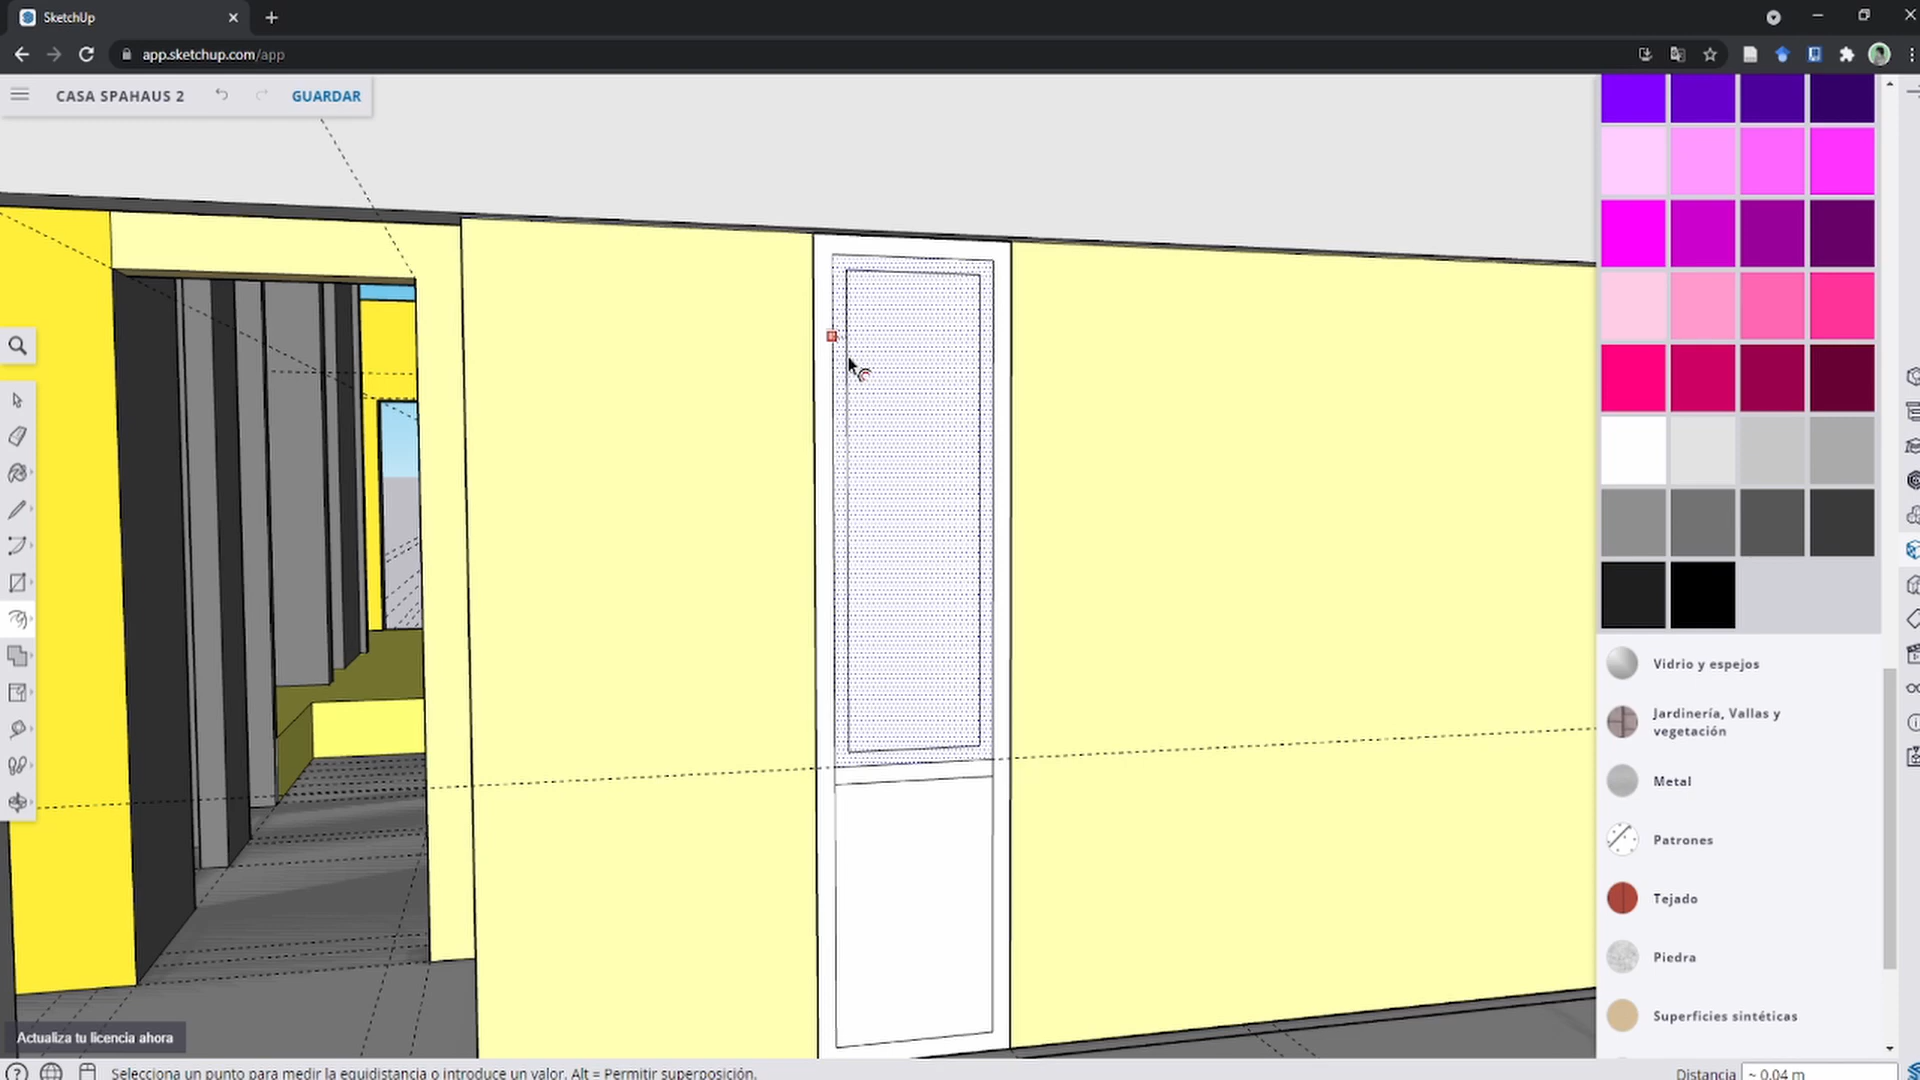 SketchUp
app.sketchup.com/app
CASA SPAHAUS 2
GUARDAR
Vidrio y espejos
Jardinería, Vallas y
vegetación
Metal
Patrones
Tejado
Piedra
Superficies sintéticas
Actualiza tu licencia ahora
Selecciona un punto para medir la equidistancia o introduce un valor. Alt = Permitir superposición.
Distancia ~ 0,04 m